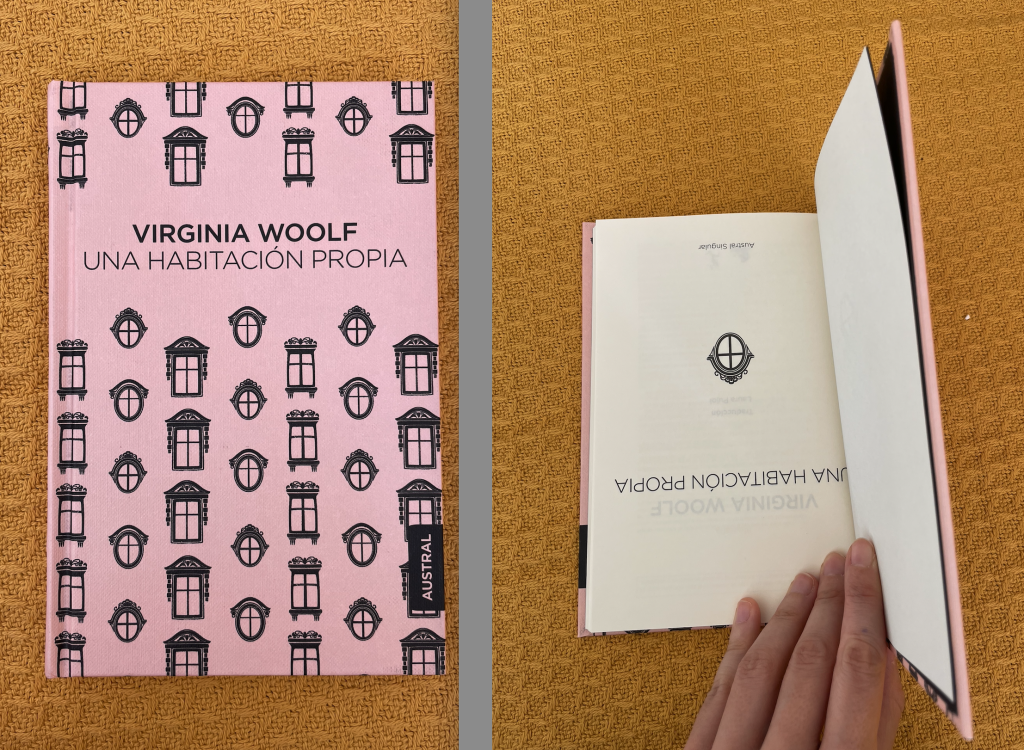 VIRGINIA WOOLF
UNA HABITACIÓN PROPIA
AUSTRAL
VIRGINIA WOOLF
UNA HABITACIÓN PROPIA
Austral Singular